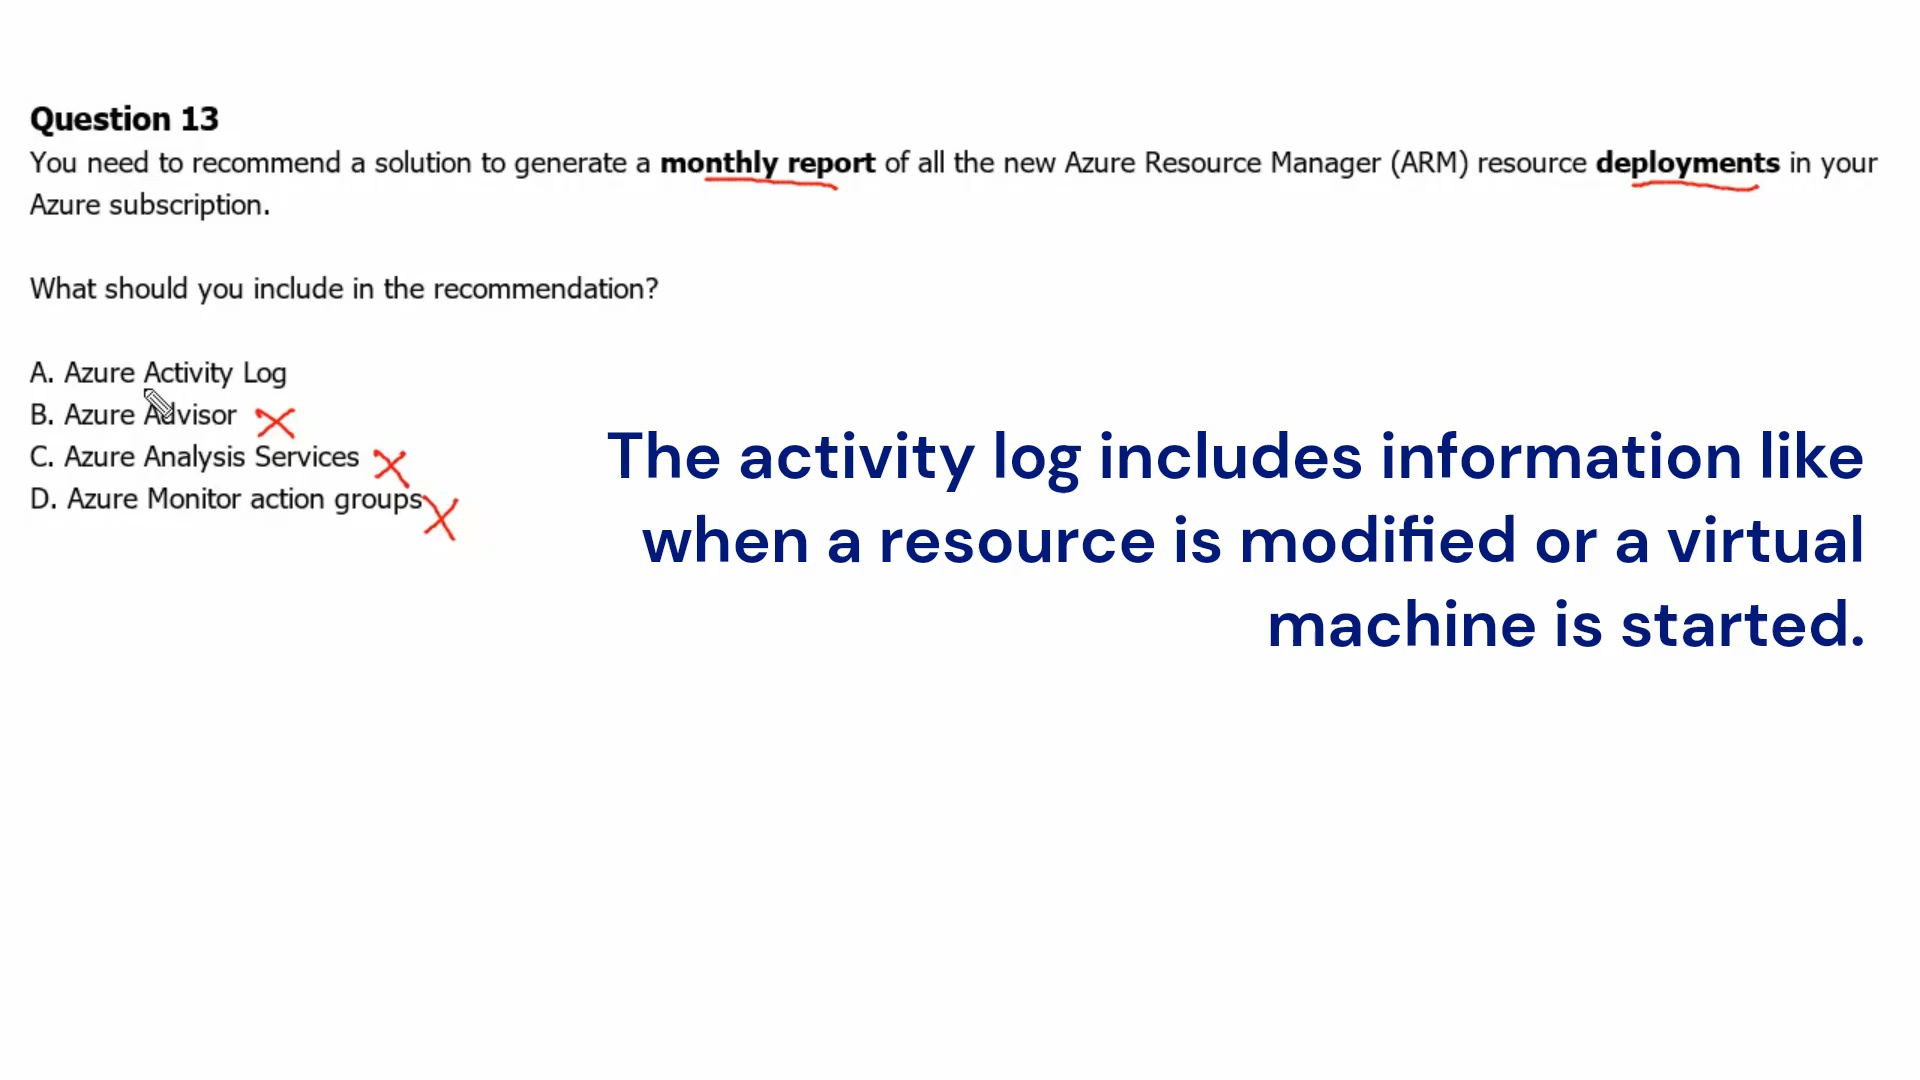 Question 13
You need to recommend a solution to generate a monthly report of all the new Azure Resource Manager (ARM) resource deployments in your
Azure subscription.
What should you include in the recommendation?
A. Azure Activity Log
B. Azure Advisor
C. Azure Analysis Services
D. Azure Monitor action groups
The activity log includes information like
when a resource is modified or a virtual
machine is started.